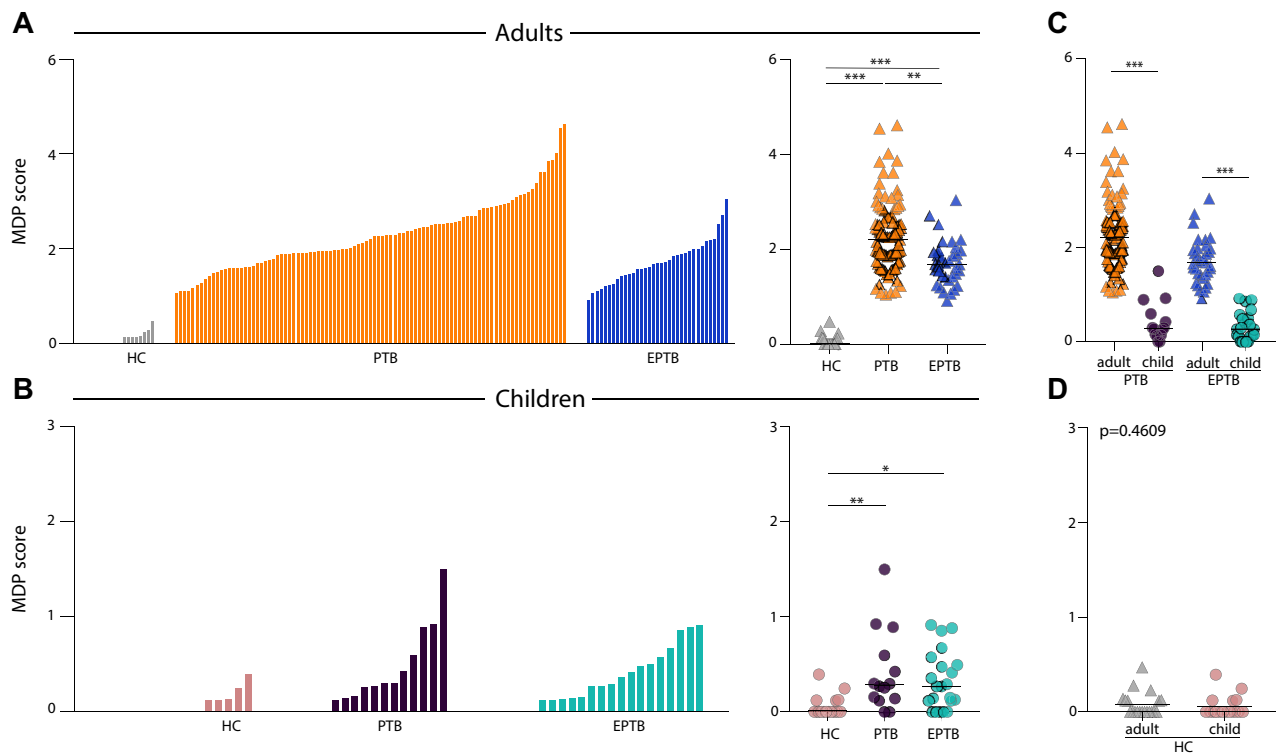 A
Adults
6
4
2
0
MDP score
HC
PTB
EPTB
6
4
2
0
***
***
**
HC
PTB
EPTB
C
6
4
2
0
***
***
adult
child
adult
child
PTB
EPTB
B
Children
3
2
1
0
MDP score
HC
PTB
EPTB
3
2
1
0
*
**
HC
PTB
EPTB
D
3
2
1
0
p=0.4609
adult
child
HC